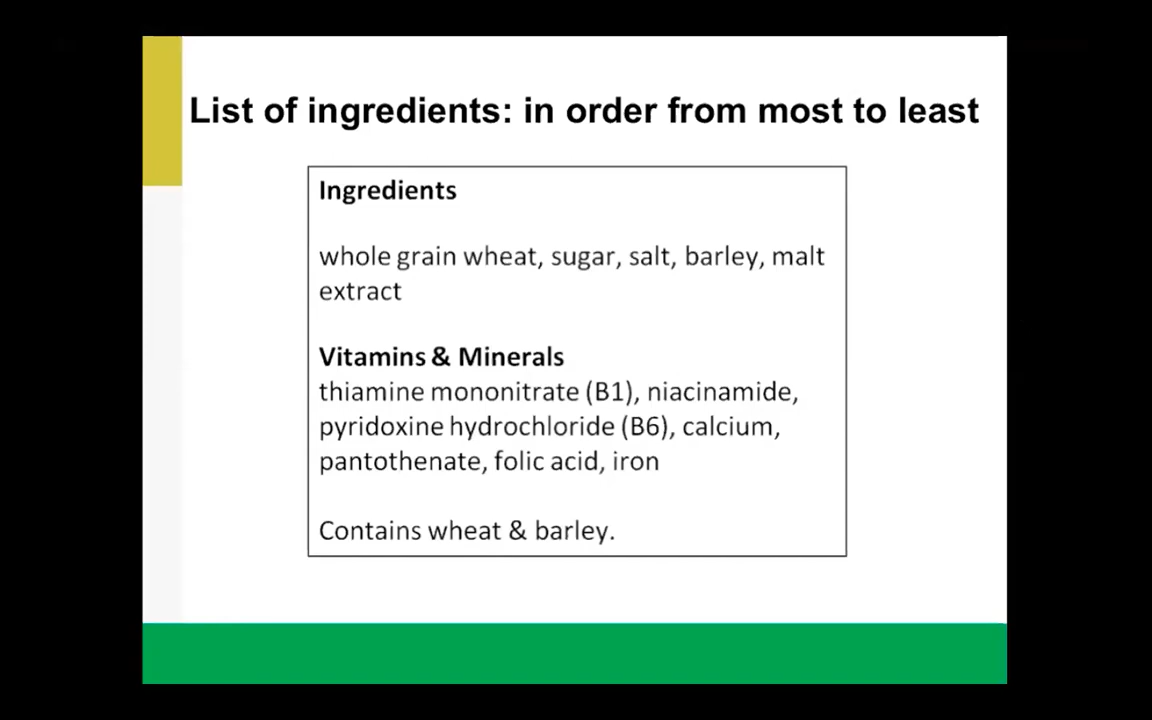 List of ingredients: in order from most to least
Ingredients
whole grain wheat, sugar, salt, barley, malt
extract
Vitamins & Minerals
thiamine mononitrate (B1), niacinamide,
pyridoxine hydrochloride (B6), calcium,
pantothenate, folic acid, iron
Contains wheat & barley.